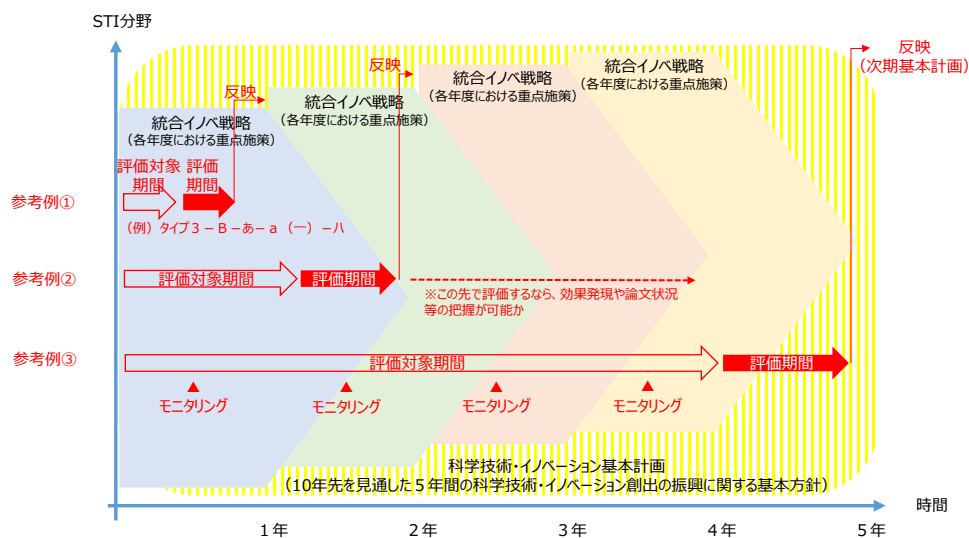 STI分野
反映
（次期基本計画）
反映
反映
統合イノベ戦略
（各年度における重点施策）
統合イノベ戦略
（各年度における重点施策）
統合イノベ戦略
（各年度における重点施策）
統合イノベ戦略
（各年度における重点施策）
評価対象
期間
評価
期間
参考例①
（例）タイプ３－Ｂ－あ－ａ（一）－ハ
参考例②
評価対象期間
評価期間
※この先で評価するなら、効果発現や論文状況
等の把握が可能か
参考例③
評価対象期間
評価期間
モニタリング
モニタリング
モニタリング
モニタリング
科学技術・イノベーション基本計画
（10年先を見通した５年間の科学技術・イノベーション創出の振興に関する基本方針）
時間
１年
２年
３年
４年
５年